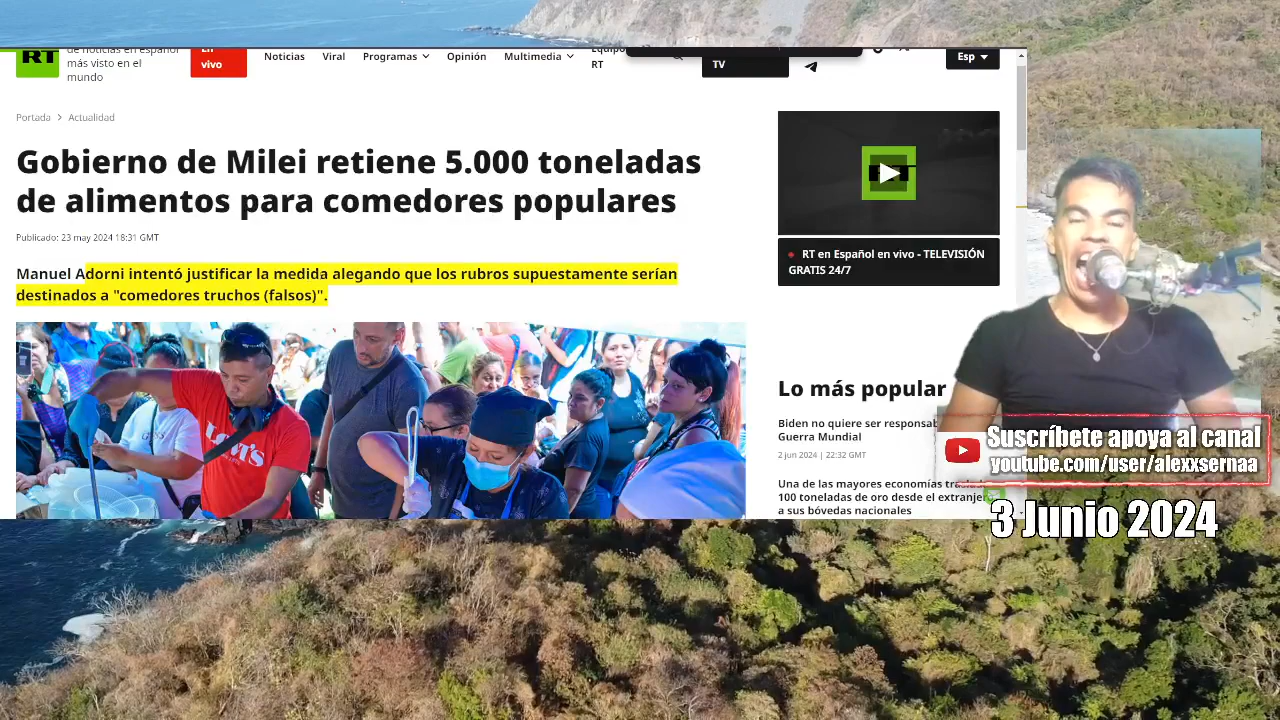 RT
de noticias en español
más visto en el
mundo
En
vivo
Noticias
Viral
Programas
Opinión
Multimedia
Equipo
RT
TV
Esp
Portada > Actualidad
Gobierno de Milei retiene 5.000 toneladas
de alimentos para comedores populares
Publicado: 23 may 2024 18:31 GMT
Manuel Adorni intentó justificar la medida alegando que los rubros supuestamente serían
destinados a "comedores truchos (falsos)".
RT en Español en vivo - TELEVISIÓN
GRATIS 24/7
Lo más popular
Biden no quiere ser responsab
Guerra Mundial
2 jun 2024 | 22:32 GMT
Una de las mayores economías
100 toneladas de oro desde el extranje
a sus bóvedas nacionales
Levi's
Suscríbete apoya al canal
youtube.com/user/alexxsernaa
3 Junio 2024